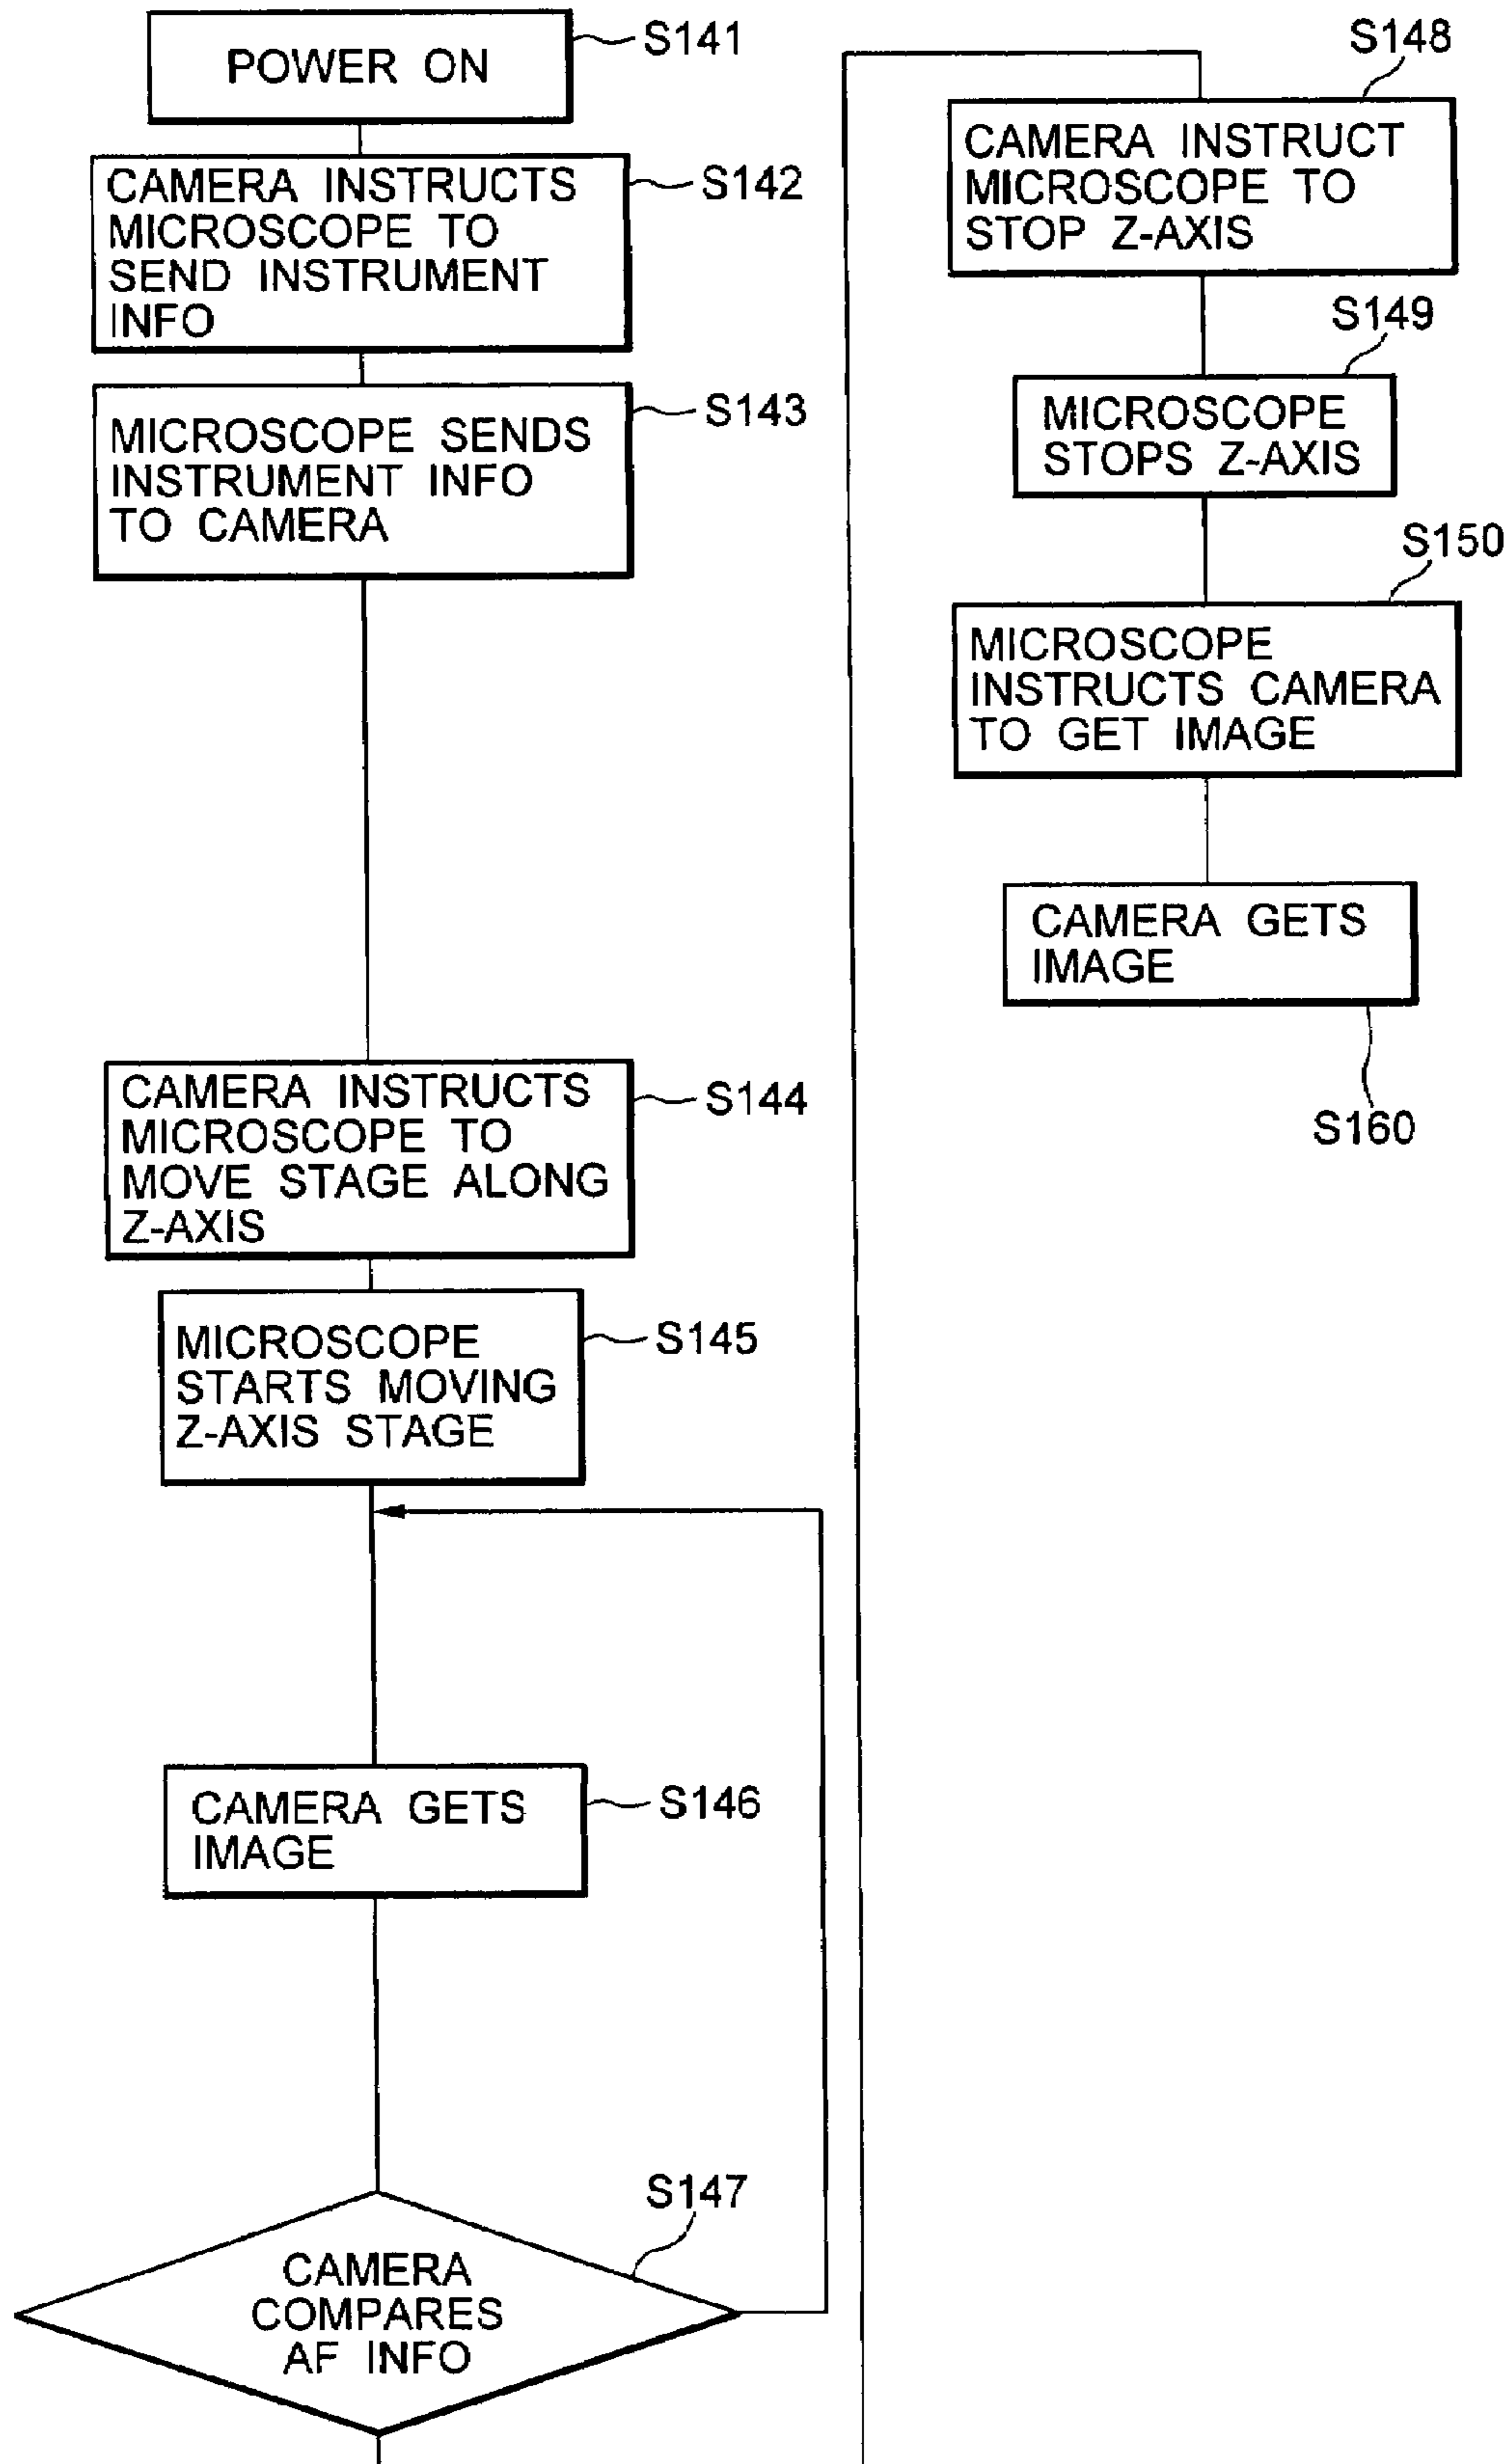 POWER ON
S141
CAMERA INSTRUCTS
MICROSCOPE TO
SEND INSTRUMENT
INFO
S142
MICROSCOPE SENDS
INSTRUMENT INFO
TO CAMERA
S143
CAMERA INSTRUCTS
MICROSCOPE TO
MOVE STAGE ALONG
Z-AXIS
S144
MICROSCOPE
STARTS MOVING
Z-AXIS STAGE
S145
CAMERA GETS
IMAGE
S146
S147
CAMERA
COMPARES
AF INFO
S148
CAMERA INSTRUCT
MICROSCOPE TO
STOP Z-AXIS
S149
MICROSCOPE
STOPS Z-AXIS
S150
MICROSCOPE
INSTRUCTS CAMERA
TO GET IMAGE
CAMERA GETS
IMAGE
S160